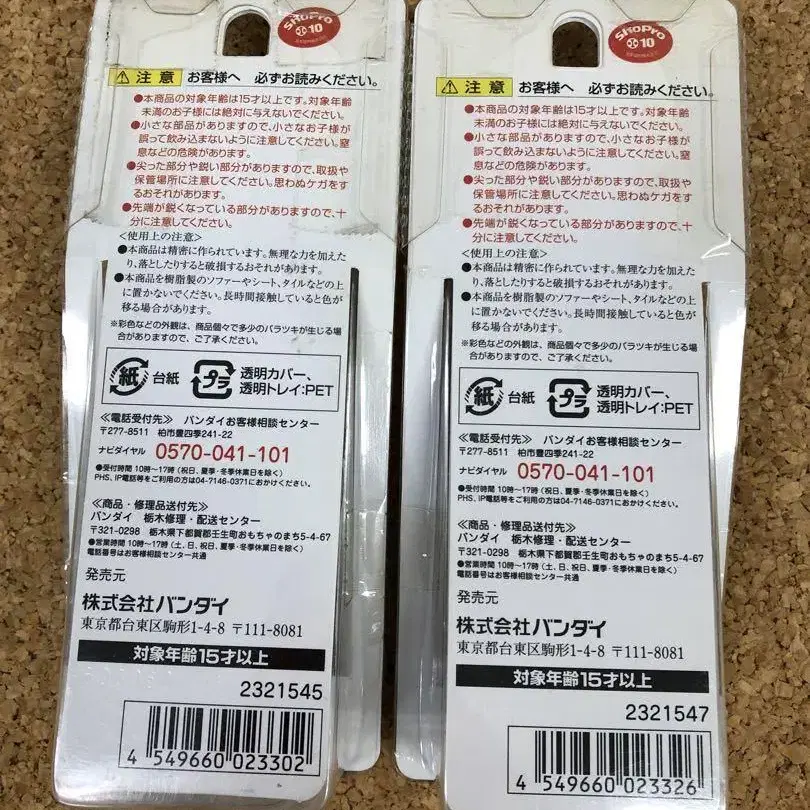 ShoPro
10
注意 お客様へ 必ずお読みください。
●本商品の対象年齢は15才以上です。対象年齢
未満のお子様には絶対に与えないでください。
●小さな部品がありますので、小さなお子様が
誤って飲み込まないように注意してください。窒
息などの危険があります。
●尖った部分や鋭い部分がありますので、取扱や
保管場所に注意してください。思わぬケガをす
るおそれがあります。
●先端が鋭くなっている部分がありますので、十
分に注意してください。
<使用上の注意>
●本商品は精密に作られています。無理な力を加えた
り、落としたりすると破損するおそれがあります。
●本商品を樹脂製のソファーやシート、タイルなどの上
に置かないでください。長時間接触していると色が
移る場合があります。
※彩色などの外観は、商品個々で多少のバラツキが生じる場
合がありますので、ご了承ください。
紙 台紙 プラ 透明カバー、
透明トレイ:PET
≪電話受付先≫ バンダイお客様相談センター
〒277-8511 柏市豊四季241-22
ナビダイヤル 0570-041-101
●受付時間 10時〜17時(祝日、夏季・冬季休業日を除く)
PHS、IP電話等をご利用の方は04-7146-0371におかけください。
≪商品・修理品送付先≫
バンダイ 栃木修理・配送センター
〒321-0298 栃木県下都賀郡壬生町おもちゃのまち5-4-67
●営業時間 10時〜17時(土、日、祝日、夏季・冬季休業日を除く)
電話番号はお客様相談センター共通
発売元
株式会社バンダイ
東京都台東区駒形1-4-8 〒111-8081
対象年齢15才以上
2321545
4 549660 023302
ShoPro
10
注意 お客様へ 必ずお読みください。
●本商品の対象年齢は15才以上です。対象年齢
未満のお子様には絶対に与えないでください。
●小さな部品がありますので、小さなお子様が
誤って飲み込まないように注意してください。窒
息などの危険があります。
●尖った部分や鋭い部分がありますので、取扱や
保管場所に注意してください。思わぬケガをす
るおそれがあります。
●先端が鋭くなっている部分がありますので、十
分に注意してください。
<使用上の注意>
●本商品は精密に作られています。無理な力を加えた
り、落としたりすると破損するおそれがあります。
●本商品を樹脂製のソファーやシート、タイルなどの上
に置かないでください。長時間接触していると色が
移る場合があります。
※彩色などの外観は、商品個々で多少のバラツキが生じる場
合がありますので、ご了承ください。
紙 台紙 プラ 透明カバー、
透明トレイ:PET
≪電話受付先≫ バンダイお客様相談センター
〒277-8511 柏市豊四季241-22
ナビダイヤル 0570-041-101
●受付時間 10時〜17時(祝日、夏季・冬季休業日を除く)
PHS、IP電話等をご利用の方は04-7146-0371におかけください。
≪商品・修理品送付先≫
バンダイ 栃木修理・配送センター
〒321-0298 栃木県下都賀郡壬生町おもちゃのまち5-4-67
●営業時間 10時〜17時(土、日、祝日、夏季・冬季休業日を除く)
電話番号はお客様相談センター共通
発売元
株式会社バンダイ
東京都台東区駒形1-4-8 〒111-8081
対象年齢15才以上
2321547
4 549660 023326